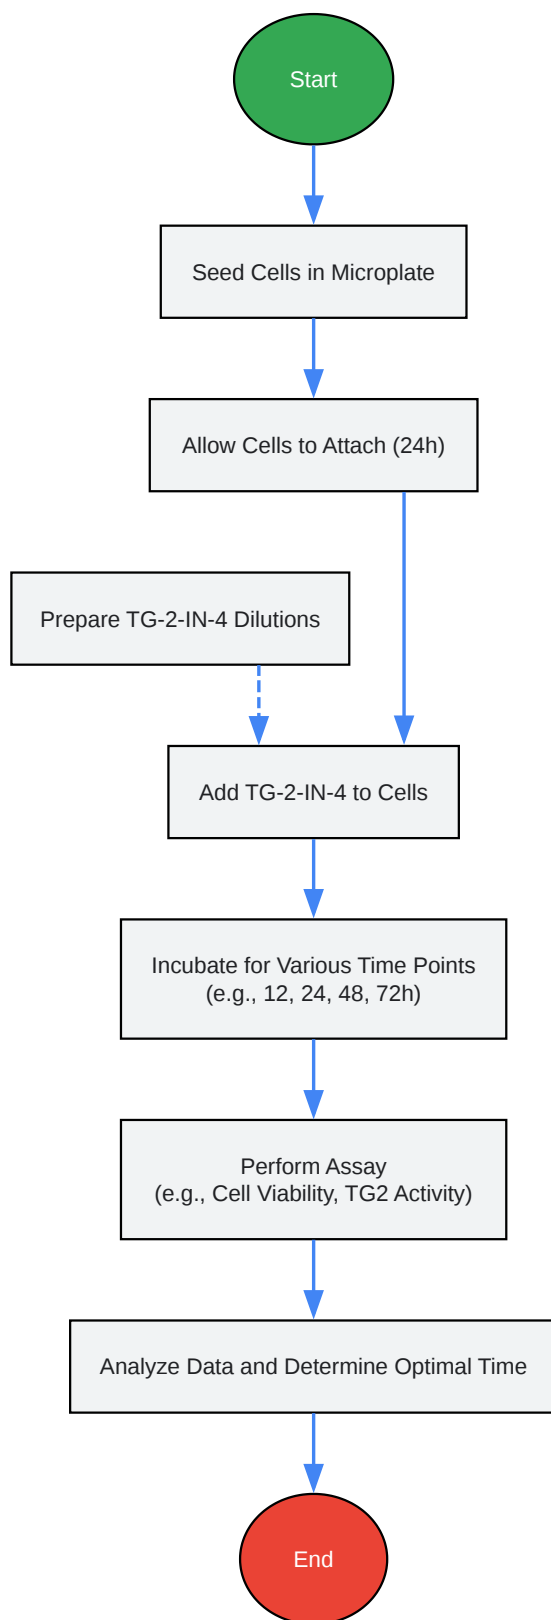 Start
Seed Cells in Microplate
Allow Cells to Attach (24h)
Prepare TG-2-IN-4 Dilutions
Add TG-2-IN-4 to Cells
Incubate for Various Time Points
(e.g., 12, 24, 48, 72h)
Perform Assay
(e.g., Cell Viability, TG2 Activity)
Analyze Data and Determine Optimal Time
End